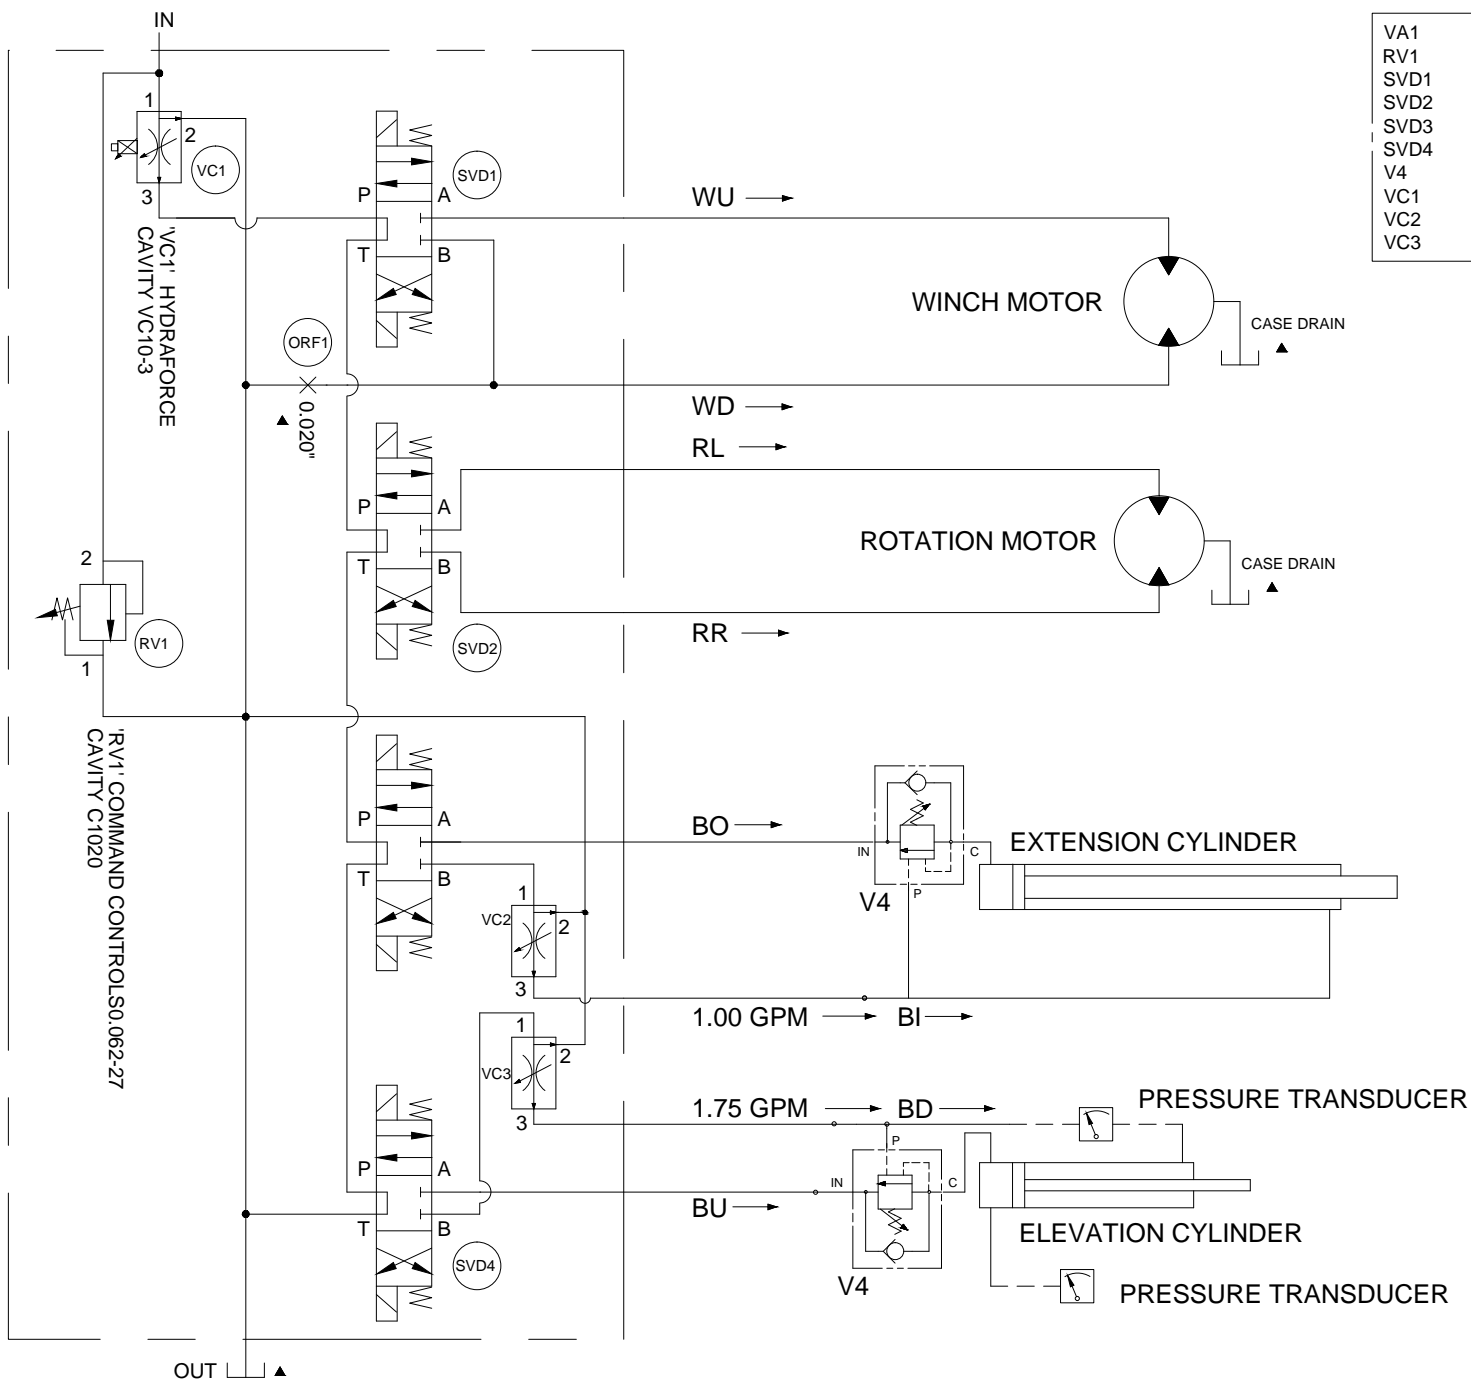 IN
VA1
RV1
SVD1
SVD2
SVD3
SVD4
V4
VC1
VC2
VC3
1
2
3
VC1
'VC1' HYDRAFORCE
CAVITY VC10-3
SVD1
P
A
T
B
WU
WINCH MOTOR
CASE DRAIN
ORF1
0.020"
WD
RL
P
A
T
B
SVD2
ROTATION MOTOR
CASE DRAIN
RR
2
RV1
1
'RV1' COMMAND CONTROLS0.062-27
CAVITY C1020
P
A
T
B
BO
IN
C
P
V4
EXTENSION CYLINDER
1
VC2
2
3
1.00 GPM
BI
1
VC3
2
3
1.75 GPM
BD
PRESSURE TRANSDUCER
P
A
T
B
SVD4
BU
P
IN
C
V4
ELEVATION CYLINDER
PRESSURE TRANSDUCER
OUT